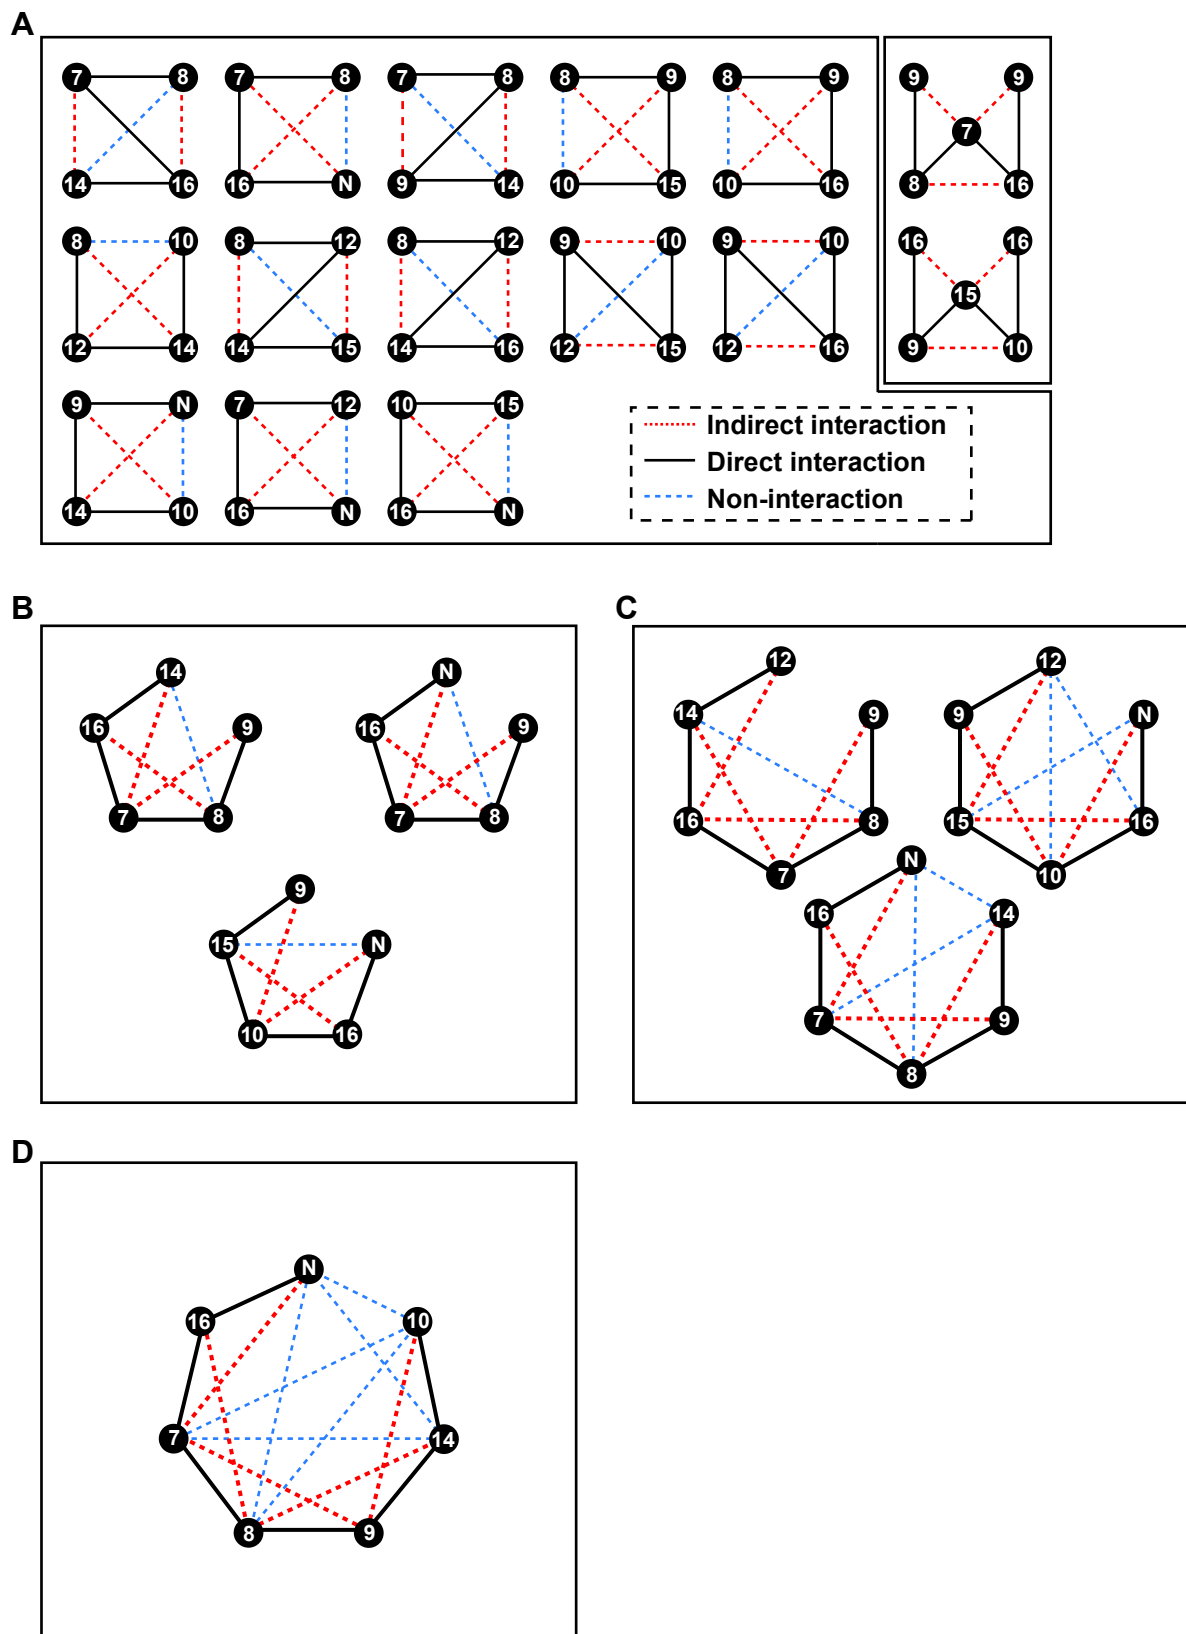 A
7 8 7 8 7 8 8 9 8 9 9 9
7
14 16 16 N 9 14 10 15 10 16 8 16
8 10 8 12 8 12 9 10 9 10 16 16
15
12 14 14 15 14 16 12 15 12 16 9 10
9 N 7 12 10 15
Indirect interaction
Direct interaction
Non-interaction
14 10 16 N 16 N
B
14 N
16 9 16 9
7 8 7 8
9
15 N
10 16
C
12 12
14 9 9 N
16 8 15 16
7 10
N
16 14
7 9
8
D
N
16 10
7 14
8 9